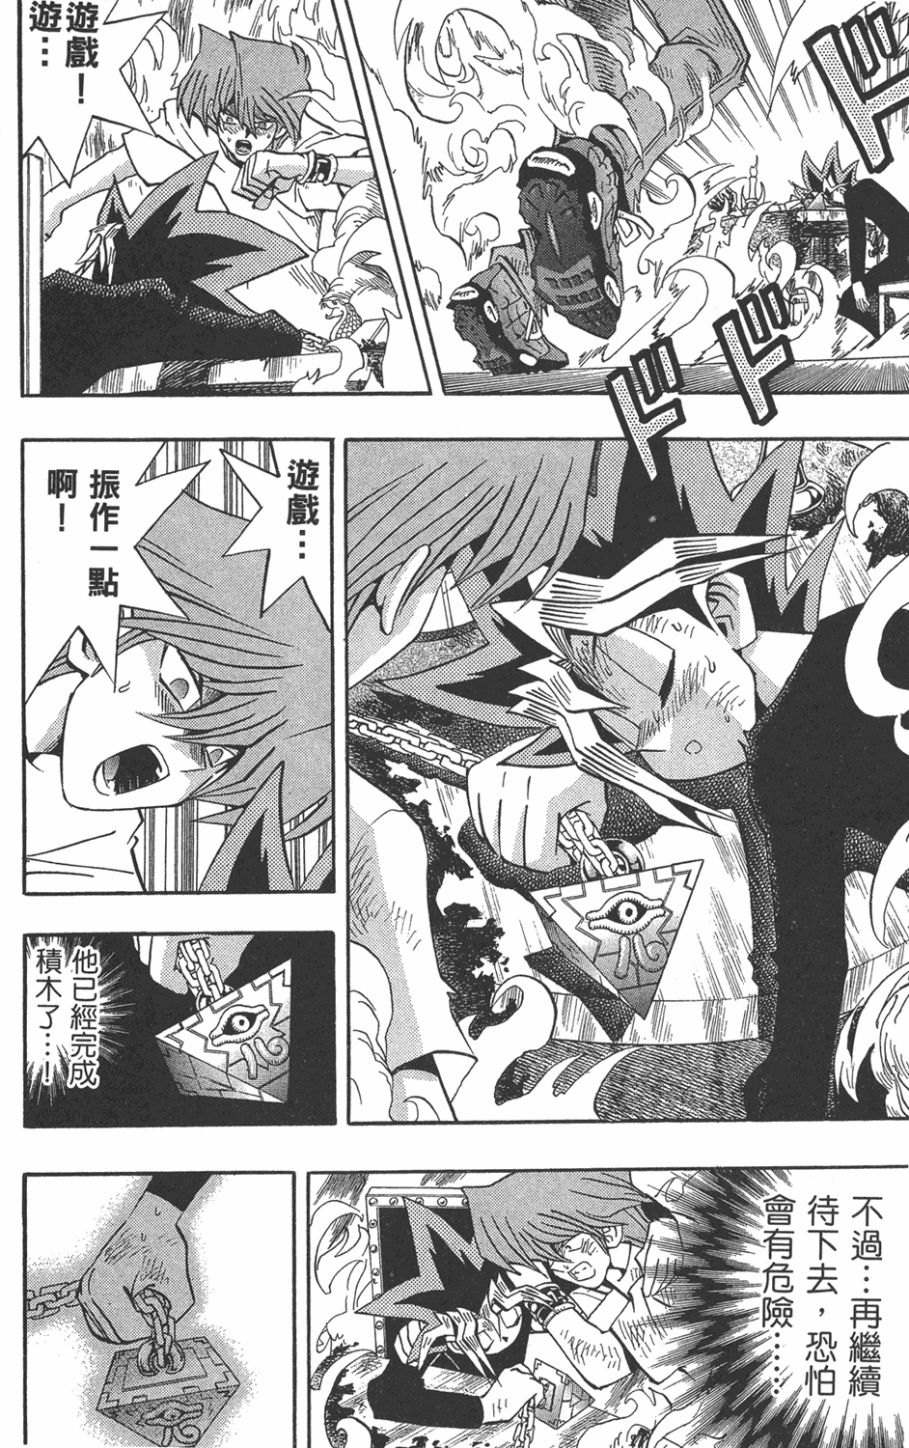 ドドド
遊戲！
遊…
遊戲…
振作一點
啊！
他已經完成
積木了…！
不過…再繼續
待下去，恐怕
會有危險……